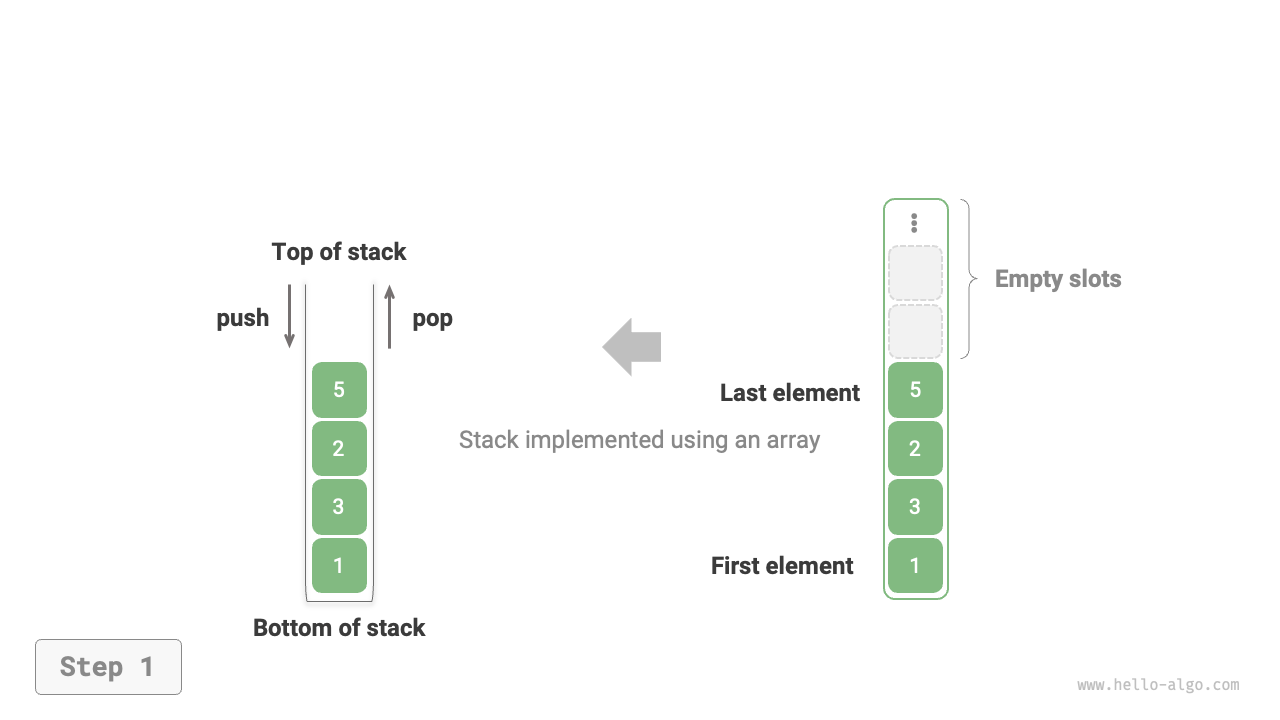 Top of stack
push
pop
5
2
3
1
Bottom of stack
Stack implemented using an array
Empty slots
Last element
5
2
3
First element
1
Step 1
www.hello-algo.com